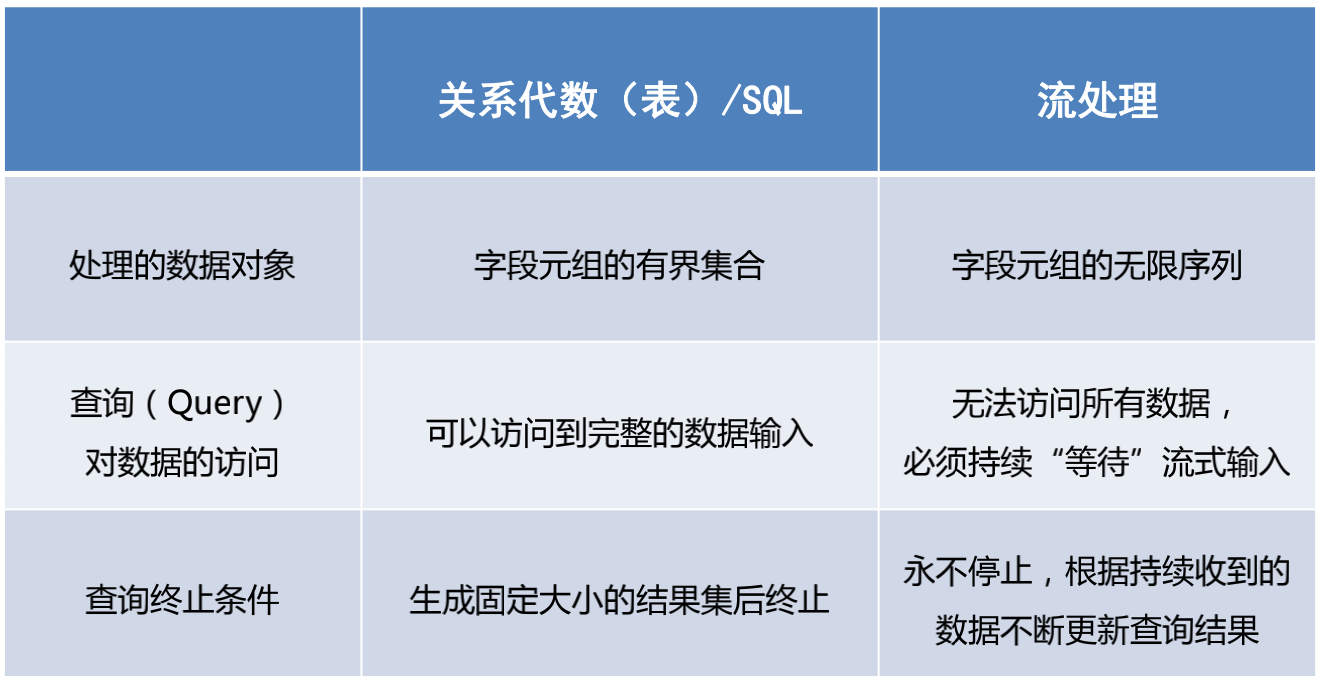 关系代数（表）/SQL
流处理
处理的数据对象
字段元组的有界集合
字段元组的无限序列
查询（Query）
对数据的访问
可以访问到完整的数据输入
无法访问所有数据，
必须持续“等待”流式输入
查询终止条件
生成固定大小的结果集后终止
永不停止，根据持续收到的
数据不断更新查询结果